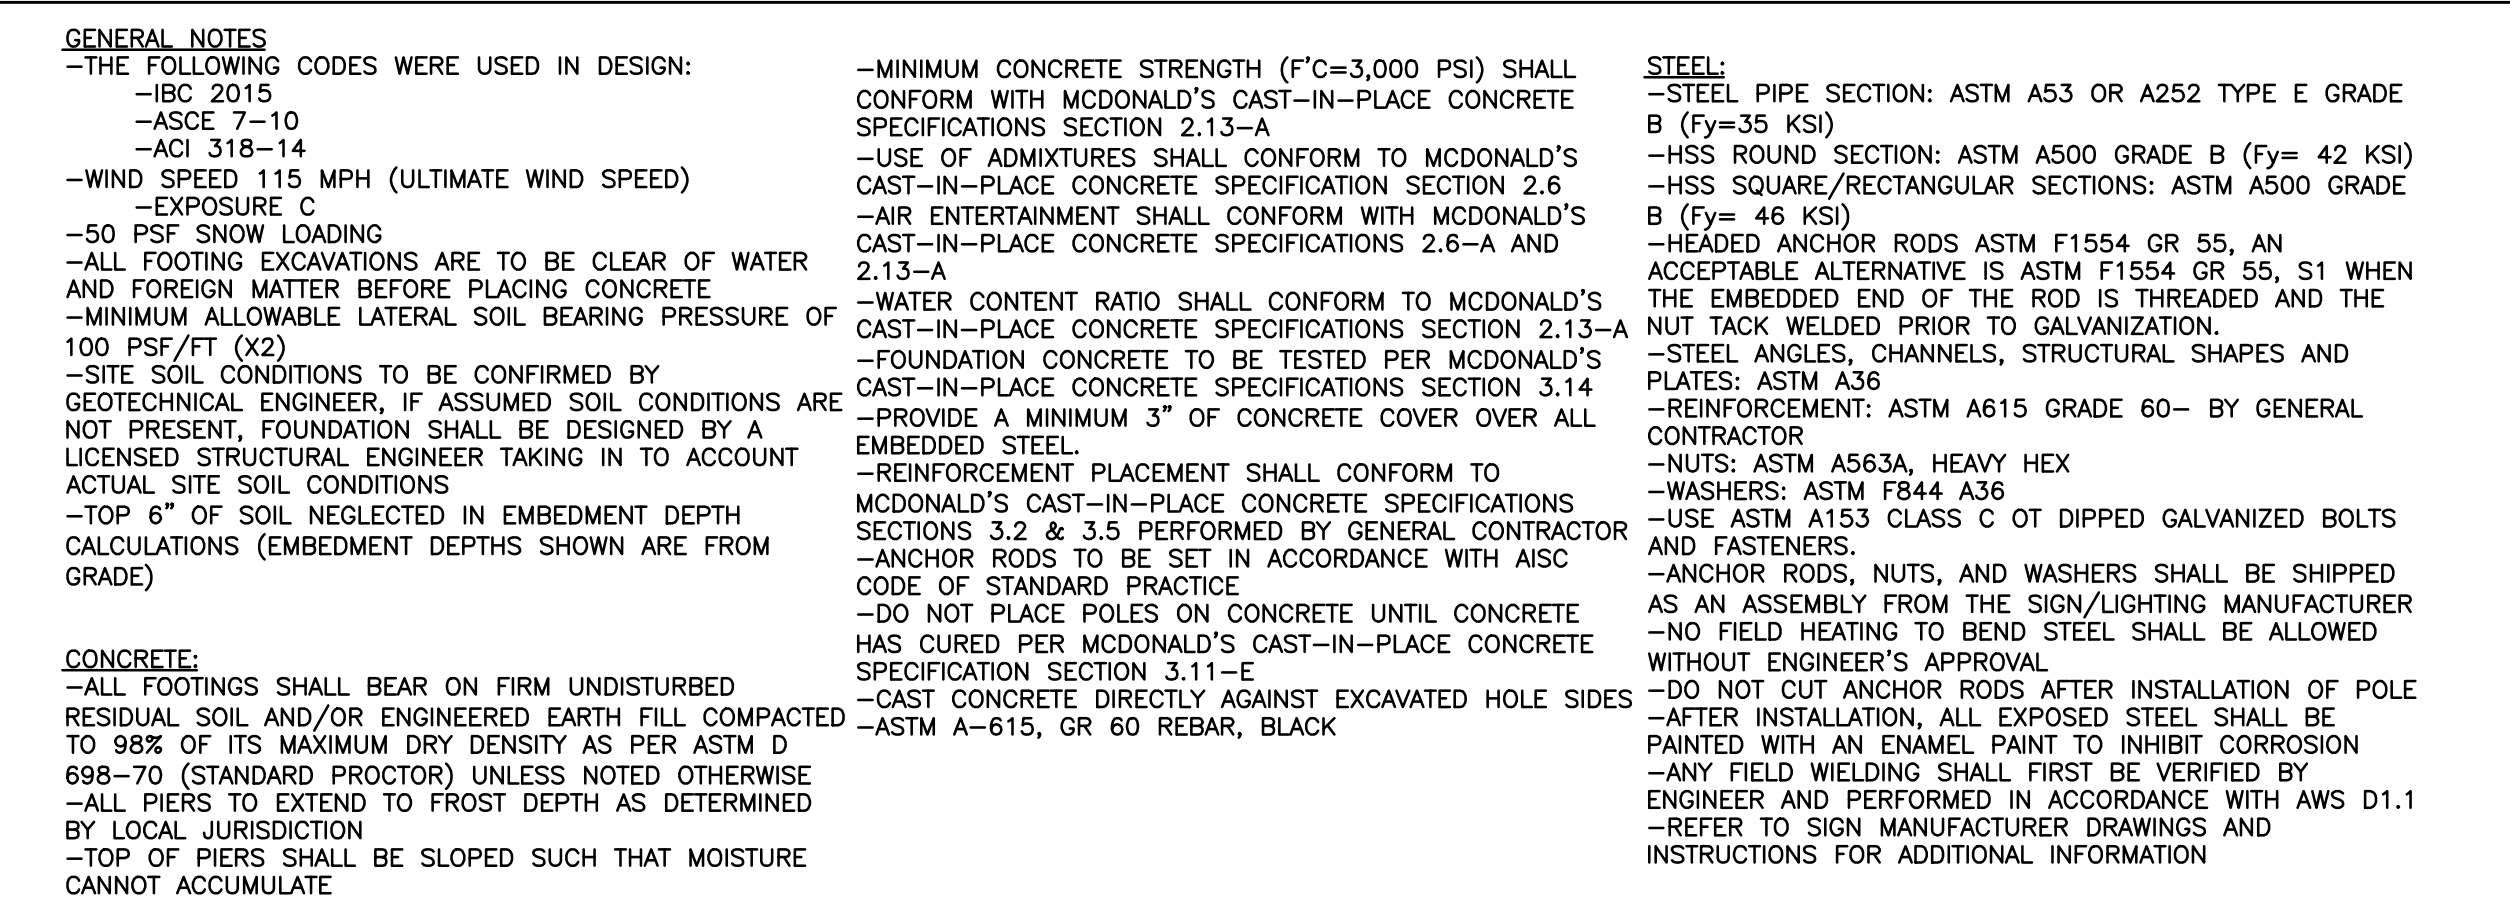 GENERAL NOTES
-THE FOLLOWING CODES WERE USED IN DESIGN:
-IBC 2015
-ASCE 7-10
-ACI 318-14
-WIND SPEED 115 MPH (ULTIMATE WIND SPEED)
-EXPOSURE C
-50 PSF SNOW LOADING
-ALL FOOTING EXCAVATIONS ARE TO BE CLEAR OF WATER
AND FOREIGN MATTER BEFORE PLACING CONCRETE
-MINIMUM ALLOWABLE LATERAL SOIL BEARING PRESSURE OF
100 PSF/FT (X2)
-SITE SOIL CONDITIONS TO BE CONFIRMED BY
GEOTECHNICAL ENGINEER, IF ASSUMED SOIL CONDITIONS ARE
NOT PRESENT, FOUNDATION SHALL BE DESIGNED BY A
LICENSED STRUCTURAL ENGINEER TAKING IN TO ACCOUNT
ACTUAL SITE SOIL CONDITIONS
-TOP 6" OF SOIL NEGLECTED IN EMBEDMENT DEPTH
CALCULATIONS (EMBEDMENT DEPTHS SHOWN ARE FROM
GRADE)
CONCRETE:
-ALL FOOTINGS SHALL BEAR ON FIRM UNDISTURBED
RESIDUAL SOIL AND/OR ENGINEERED EARTH FILL COMPACTED
TO 98% OF ITS MAXIMUM DRY DENSITY AS PER ASTM D
698-70 (STANDARD PROCTOR) UNLESS NOTED OTHERWISE
-ALL PIERS TO EXTEND TO FROST DEPTH AS DETERMINED
BY LOCAL JURISDICTION
-TOP OF PIERS SHALL BE SLOPED SUCH THAT MOISTURE
CANNOT ACCUMULATE
-MINIMUM CONCRETE STRENGTH (F'C=3,000 PSI) SHALL
CONFORM WITH MCDONALD'S CAST-IN-PLACE CONCRETE
SPECIFICATIONS SECTION 2.13-A
-USE OF ADMIXTURES SHALL CONFORM TO MCDONALD'S
CAST-IN-PLACE CONCRETE SPECIFICATION SECTION 2.6
-AIR ENTERTAINMENT SHALL CONFORM WITH MCDONALD'S
CAST-IN-PLACE CONCRETE SPECIFICATIONS 2.6-A AND
2.13-A
-WATER CONTENT RATIO SHALL CONFORM TO MCDONALD'S
CAST-IN-PLACE CONCRETE SPECIFICATIONS SECTION 2.13-A
-FOUNDATION CONCRETE TO BE TESTED PER MCDONALD'S
CAST-IN-PLACE CONCRETE SPECIFICATIONS SECTION 3.14
-PROVIDE A MINIMUM 3" OF CONCRETE COVER OVER ALL
EMBEDDED STEEL.
-REINFORCEMENT PLACEMENT SHALL CONFORM TO
MCDONALD'S CAST-IN-PLACE CONCRETE SPECIFICATIONS
SECTIONS 3.2 & 3.5 PERFORMED BY GENERAL CONTRACTOR
-ANCHOR RODS TO BE SET IN ACCORDANCE WITH AISC
CODE OF STANDARD PRACTICE
-DO NOT PLACE POLES ON CONCRETE UNTIL CONCRETE
HAS CURED PER MCDONALD'S CAST-IN-PLACE CONCRETE
SPECIFICATION SECTION 3.11-E
-CAST CONCRETE DIRECTLY AGAINST EXCAVATED HOLE SIDES
-ASTM A-615, GR 60 REBAR, BLACK
STEEL:
-STEEL PIPE SECTION: ASTM A53 OR A252 TYPE E GRADE
B (Fy=35 KSI)
-HSS ROUND SECTION: ASTM A500 GRADE B (Fy= 42 KSI)
-HSS SQUARE/RECTANGULAR SECTIONS: ASTM A500 GRADE
B (Fy= 46 KSI)
-HEADED ANCHOR RODS ASTM F1554 GR 55, AN
ACCEPTABLE ALTERNATIVE IS ASTM F1554 GR 55, S1 WHEN
THE EMBEDDED END OF THE ROD IS THREADED AND THE
NUT TACK WELDED PRIOR TO GALVANIZATION.
-STEEL ANGLES, CHANNELS, STRUCTURAL SHAPES AND
PLATES: ASTM A36
-REINFORCEMENT: ASTM A615 GRADE 60- BY GENERAL
CONTRACTOR
-NUTS: ASTM A563A, HEAVY HEX
-WASHERS: ASTM F844 A36
-USE ASTM A153 CLASS C OT DIPPED GALVANIZED BOLTS
AND FASTENERS.
-ANCHOR RODS, NUTS, AND WASHERS SHALL BE SHIPPED
AS AN ASSEMBLY FROM THE SIGN/LIGHTING MANUFACTURER
-NO FIELD HEATING TO BEND STEEL SHALL BE ALLOWED
WITHOUT ENGINEER'S APPROVAL
-DO NOT CUT ANCHOR RODS AFTER INSTALLATION OF POLE
-AFTER INSTALLATION, ALL EXPOSED STEEL SHALL BE
PAINTED WITH AN ENAMEL PAINT TO INHIBIT CORROSION
-ANY FIELD WIELDING SHALL FIRST BE VERIFIED BY
ENGINEER AND PERFORMED IN ACCORDANCE WITH AWS D1.1
-REFER TO SIGN MANUFACTURER DRAWINGS AND
INSTRUCTIONS FOR ADDITIONAL INFORMATION